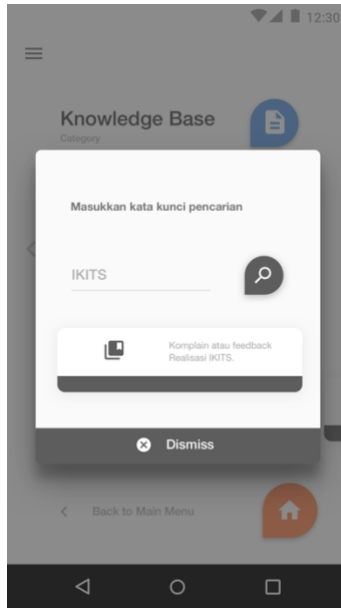 12:30
Knowledge Base
Category
Masukkan kata kunci pencarian
IKITS
Komplain atau feedback
Realisasi IKITS.
Dismiss
Back to Main Menu